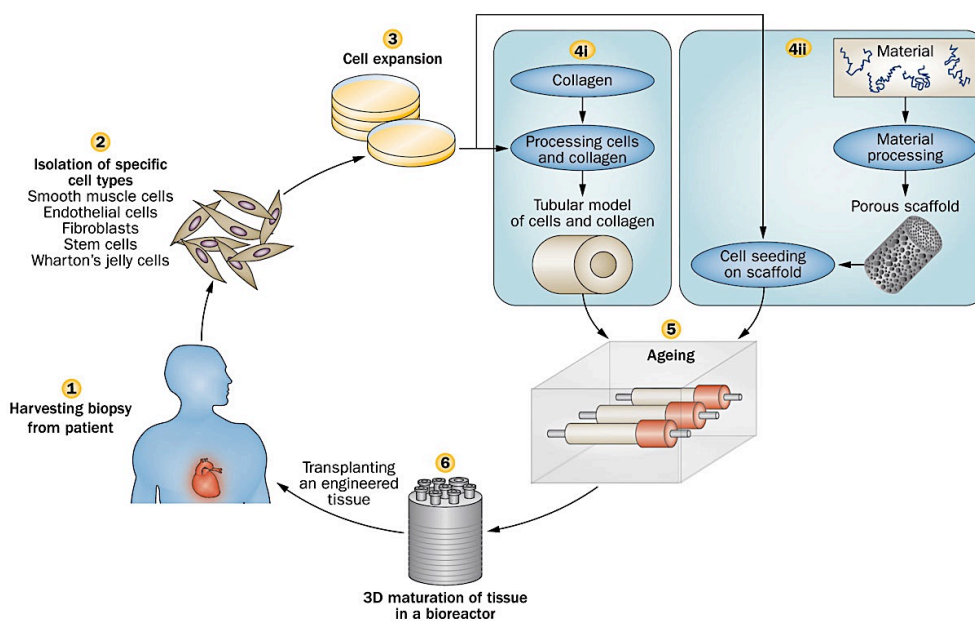 1
Harvesting biopsy
from patient
2
Isolation of specific
cell types
Smooth muscle cells
Endothelial cells
Fibroblasts
Stem cells
Wharton's jelly cells
3
Cell expansion
4i
Collagen
Processing cells
and collagen
Tubular model
of cells and collagen
4ii
Material
Material
processing
Porous scaffold
Cell seeding
on scaffold
5
Ageing
6
3D maturation of tissue
in a bioreactor
Transplanting
an engineered
tissue